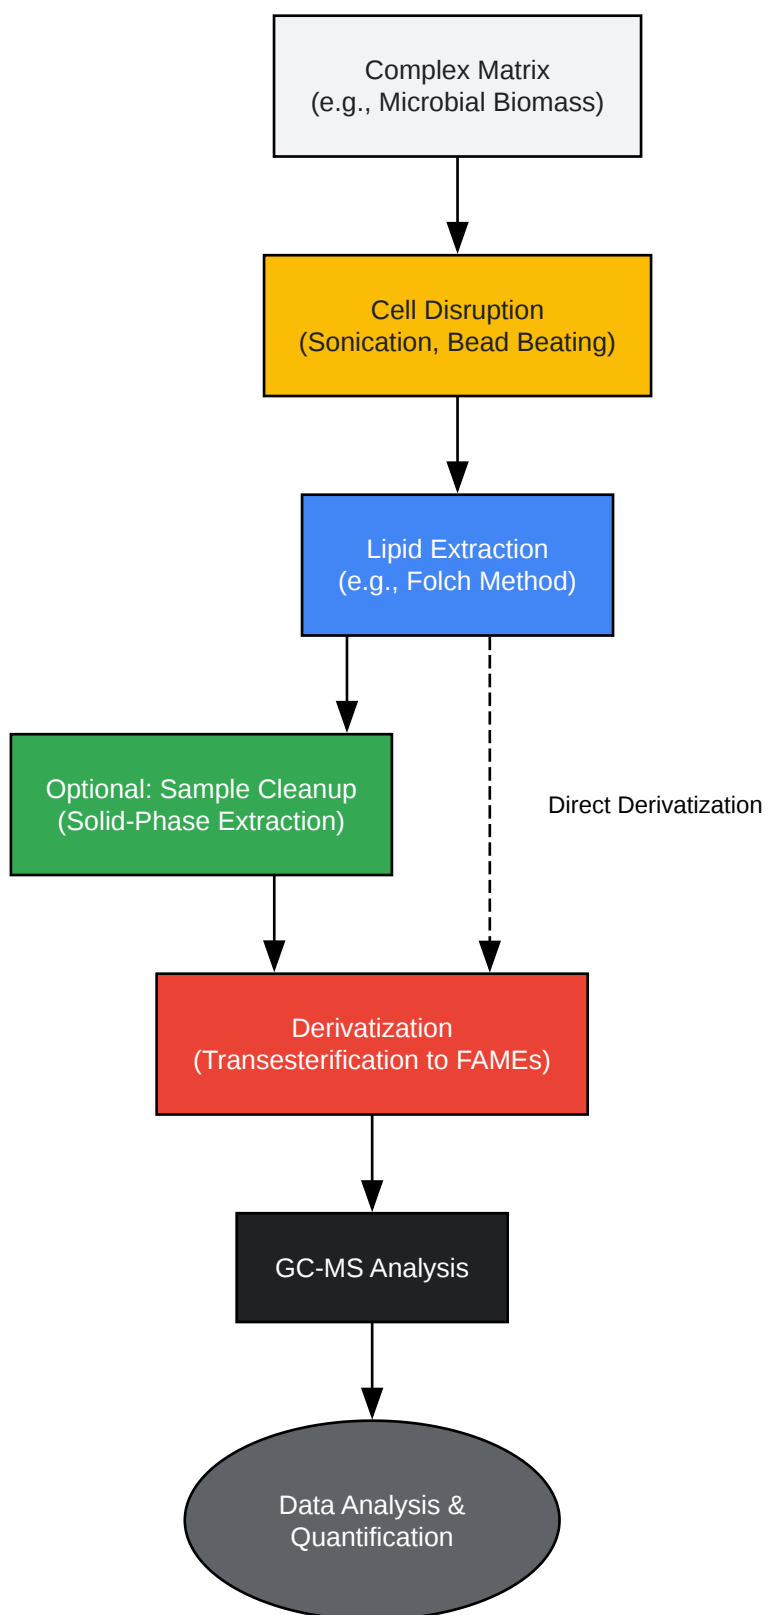 Complex Matrix
(e.g., Microbial Biomass)
Cell Disruption
(Sonication, Bead Beating)
Lipid Extraction
(e.g., Folch Method)
Optional: Sample Cleanup
(Solid-Phase Extraction)
Direct Derivatization
Derivatization
(Transesterification to FAMEs)
GC-MS Analysis
Data Analysis &
Quantification